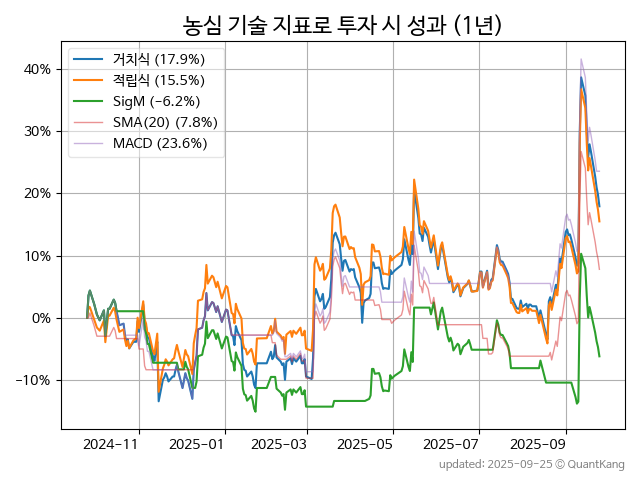 농심 기술 지표로 투자 시 성과 (1년)
거치식 (17.9%)
적립식 (15.5%)
SigM (−6.2%)
SMA(20) (7.8%)
MACD (23.6%)
40%
30%
20%
10%
0%
−10%
2024-11
2025-01
2025-03
2025-05
2025-07
2025-09
updated: 2025-09-25 © QuantKang